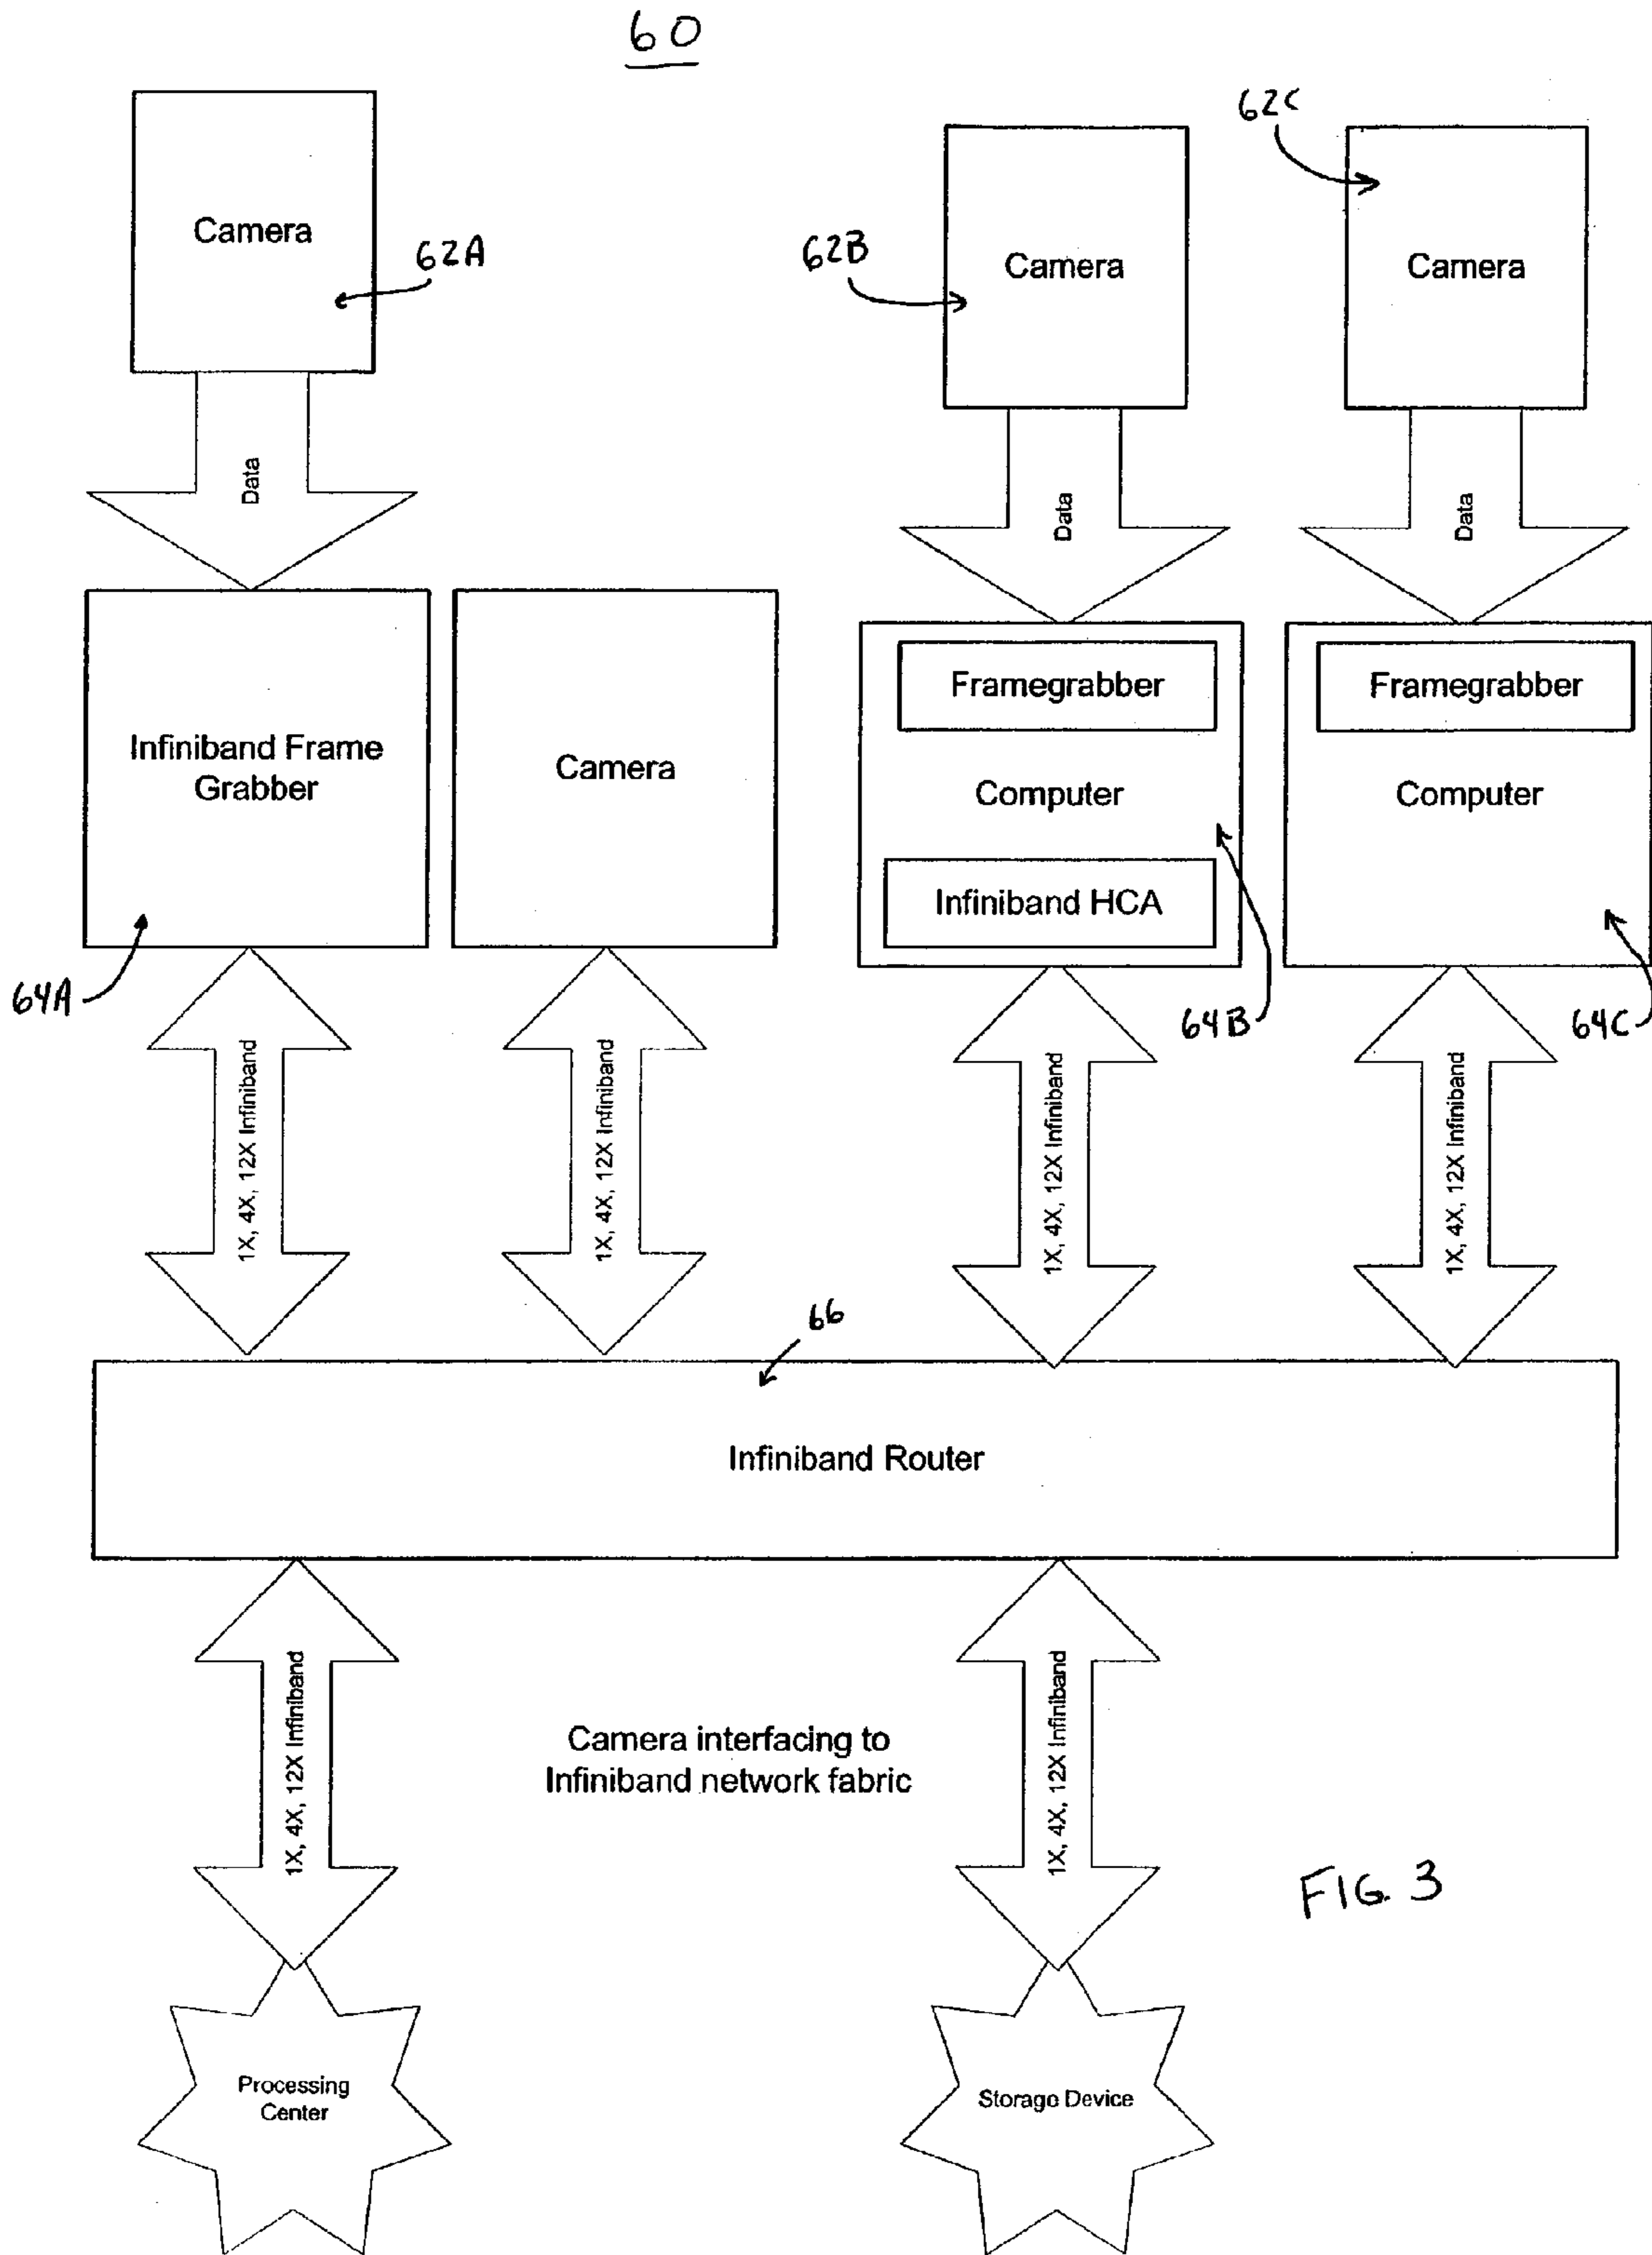 60
62C
Camera
62A
62B
Camera
Camera
Data
Data
Data
Infiniband Frame
Grabber
Camera
Framegrabber
Computer
Infiniband HCA
Framegrabber
Computer
64A
64B
64C
1X, 4X, 12X Infiniband
1X, 4X, 12X Infiniband
1X, 4X, 12X Infiniband
1X, 4X, 12X Infiniband
66
Infiniband Router
1X, 4X, 12X Infiniband
Camera interfacing to
Infiniband network fabric
1X, 4X, 12X Infiniband
FIG. 3
Processing
Center
Storage Device